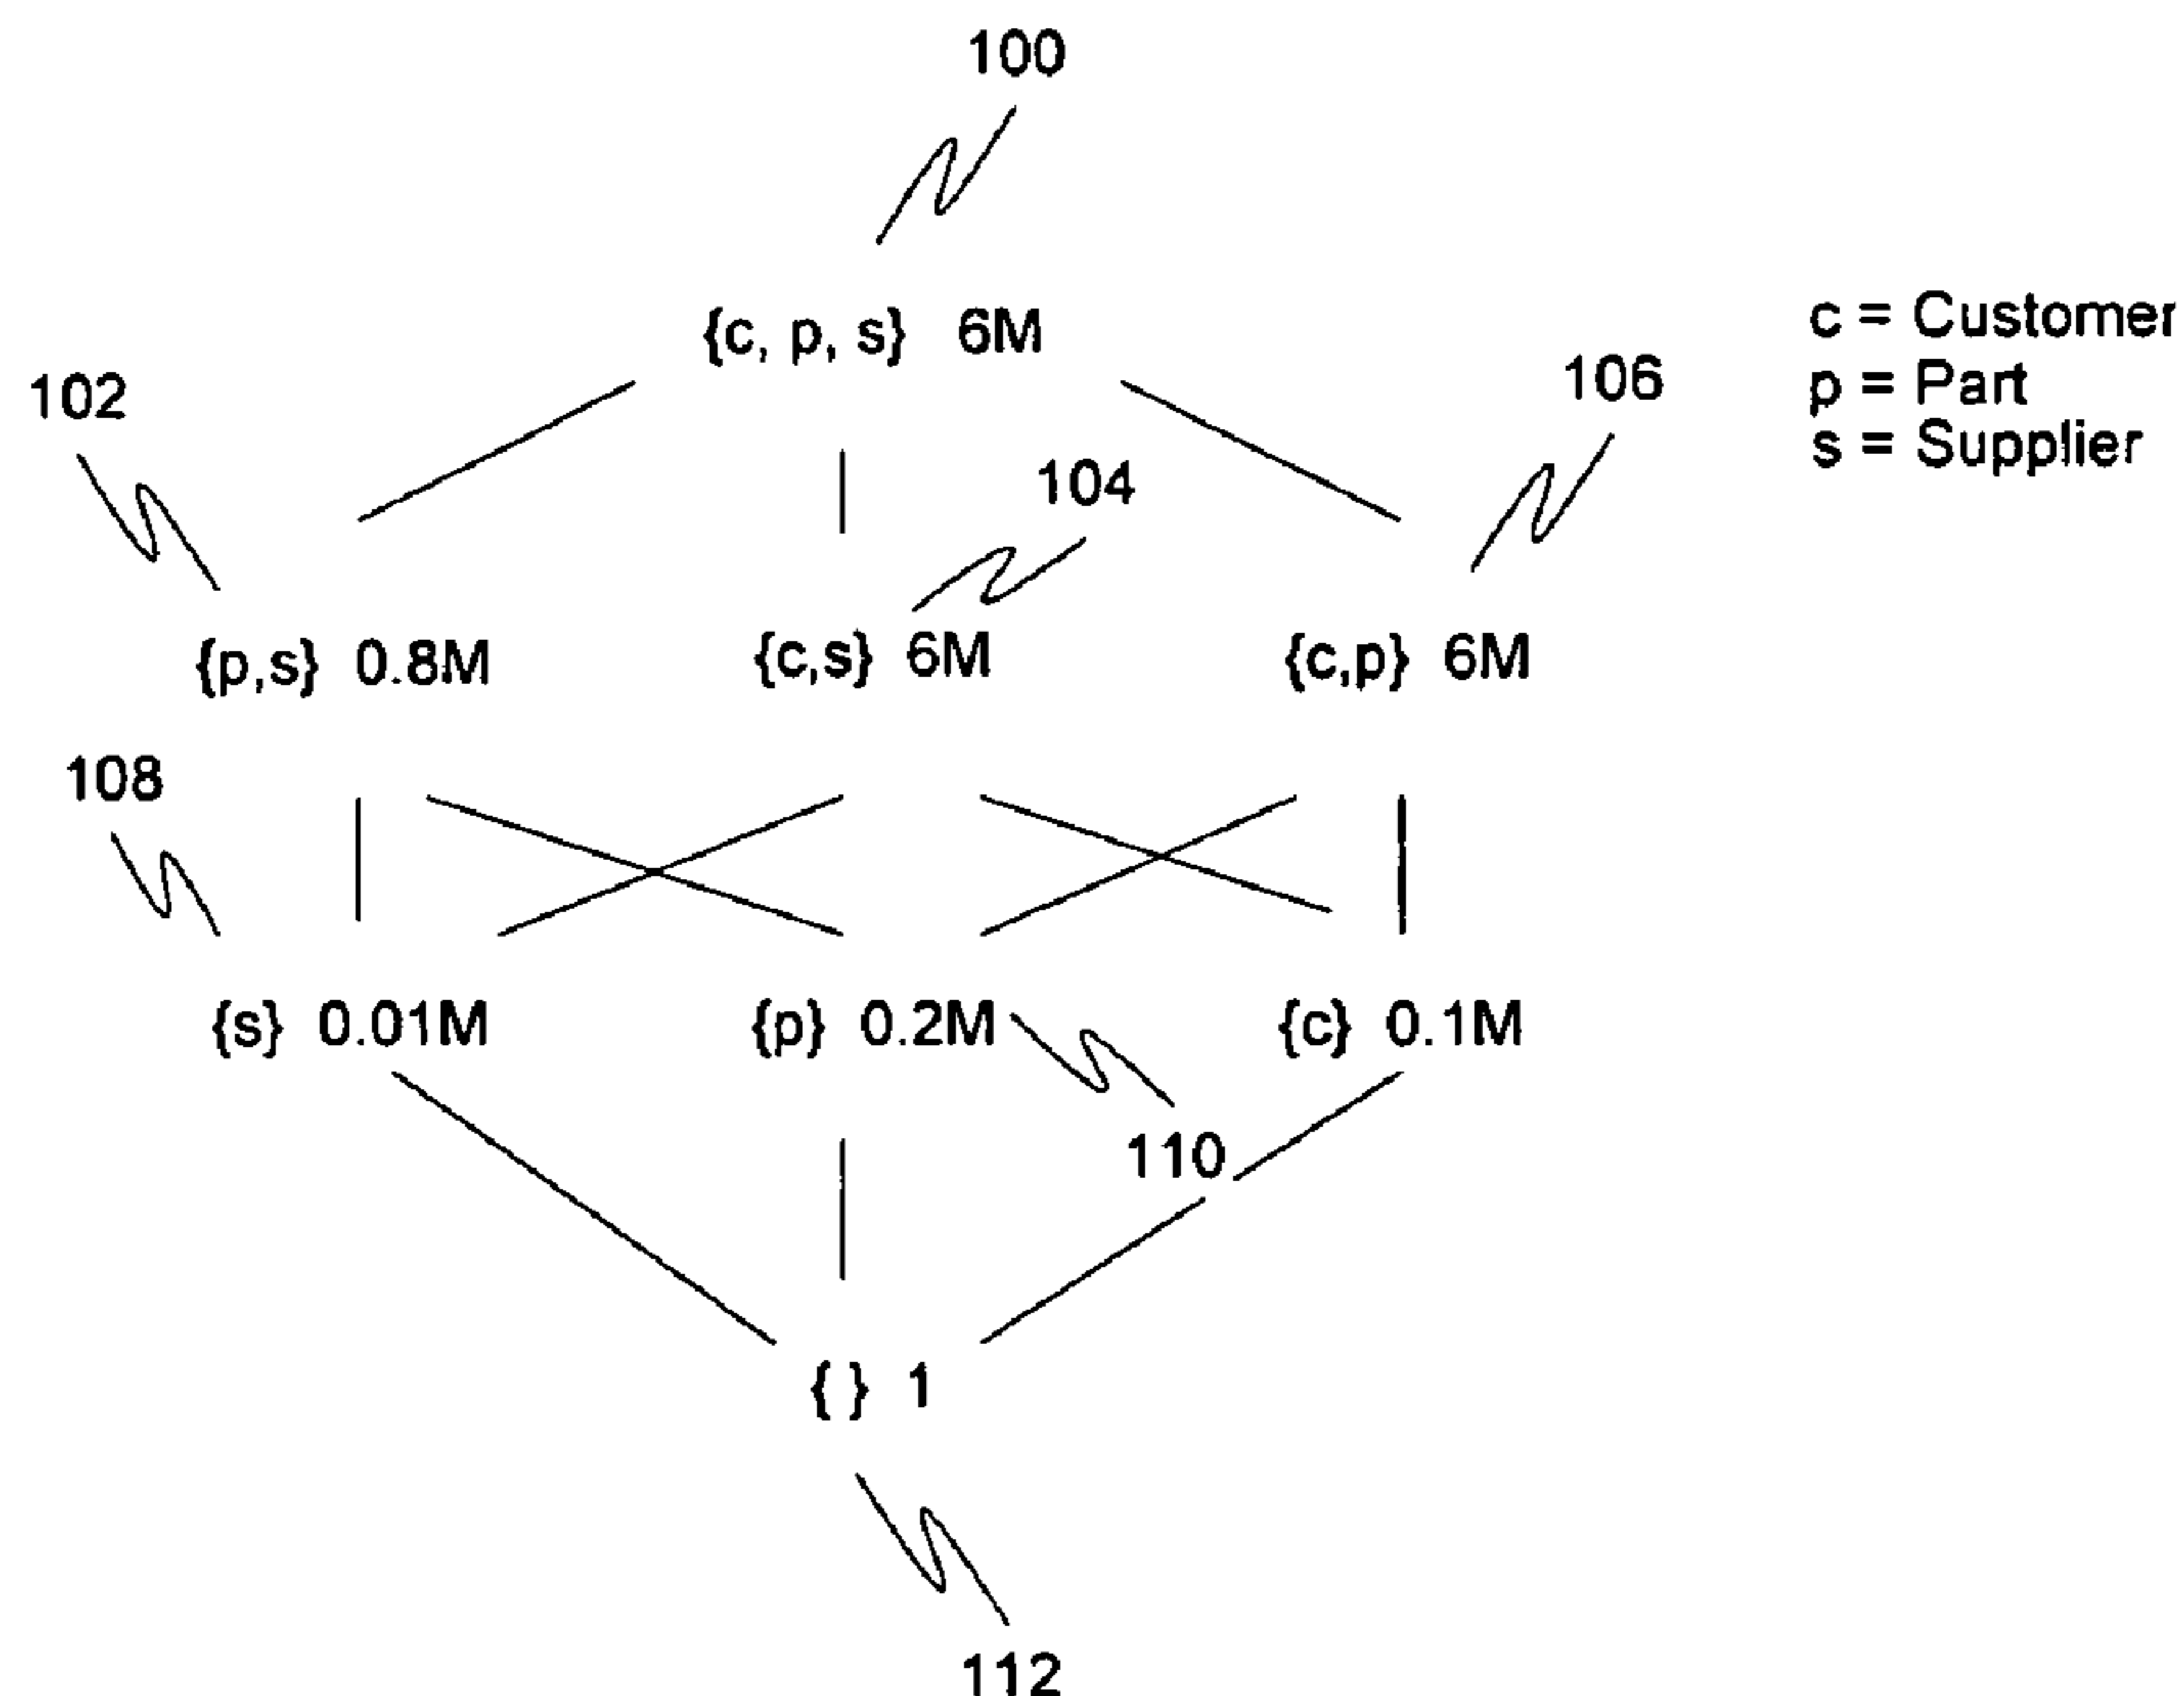 100
{c, p, s} 6M
c = Customer
p = Part
s = Supplier
102
106
104
{p,s} 0.8M
{c,s} 6M
{c,p} 6M
108
{s} 0.01M
{p} 0.2M
{c} 0.1M
110
{ } 1
112